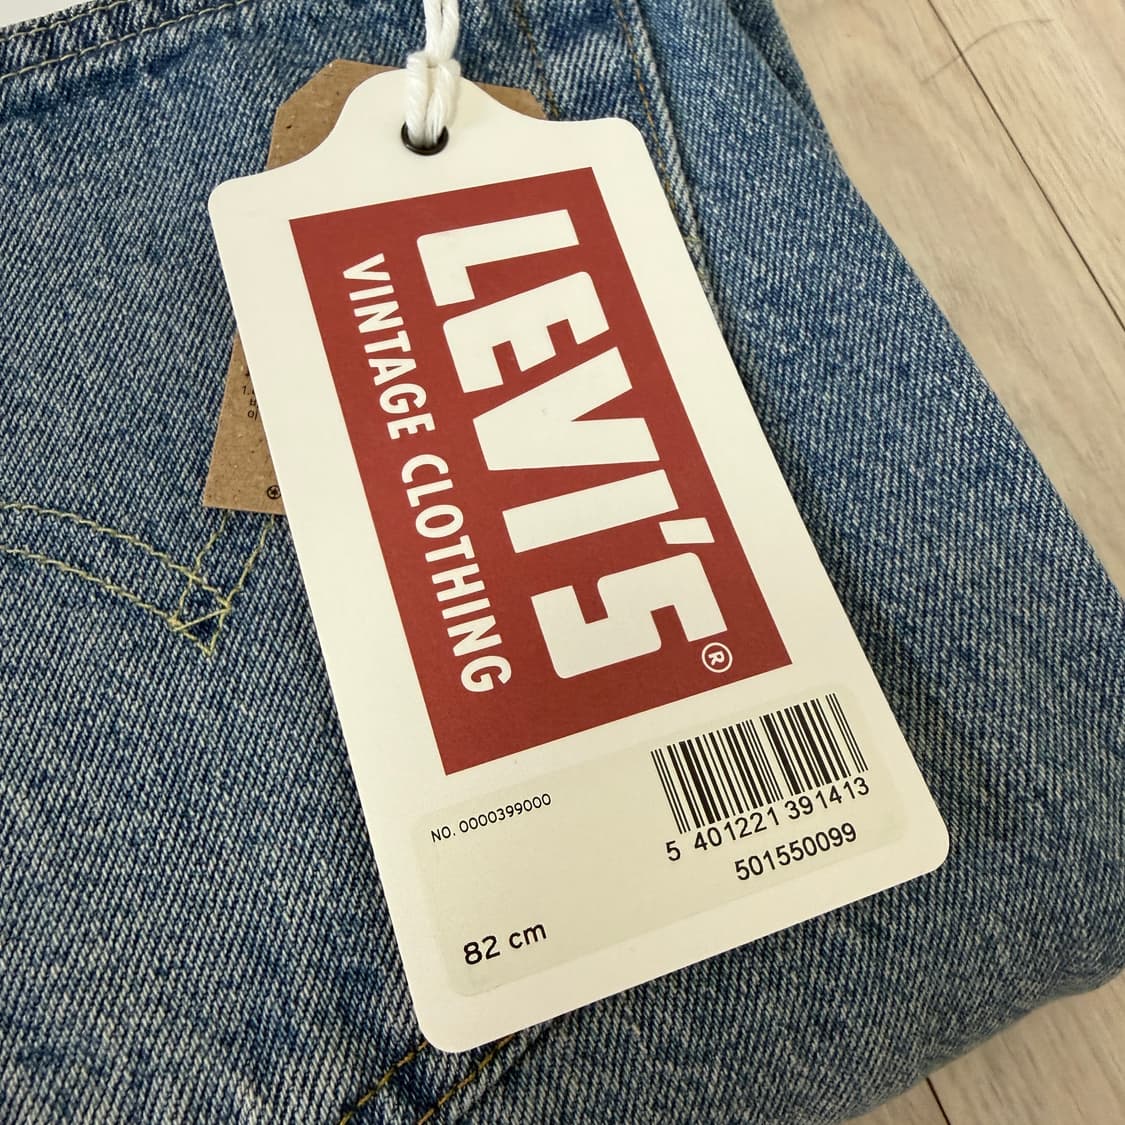 LEVI'S®
VINTAGE CLOTHING
NO. 0000399000
5 401221 391413
501550099
82 cm